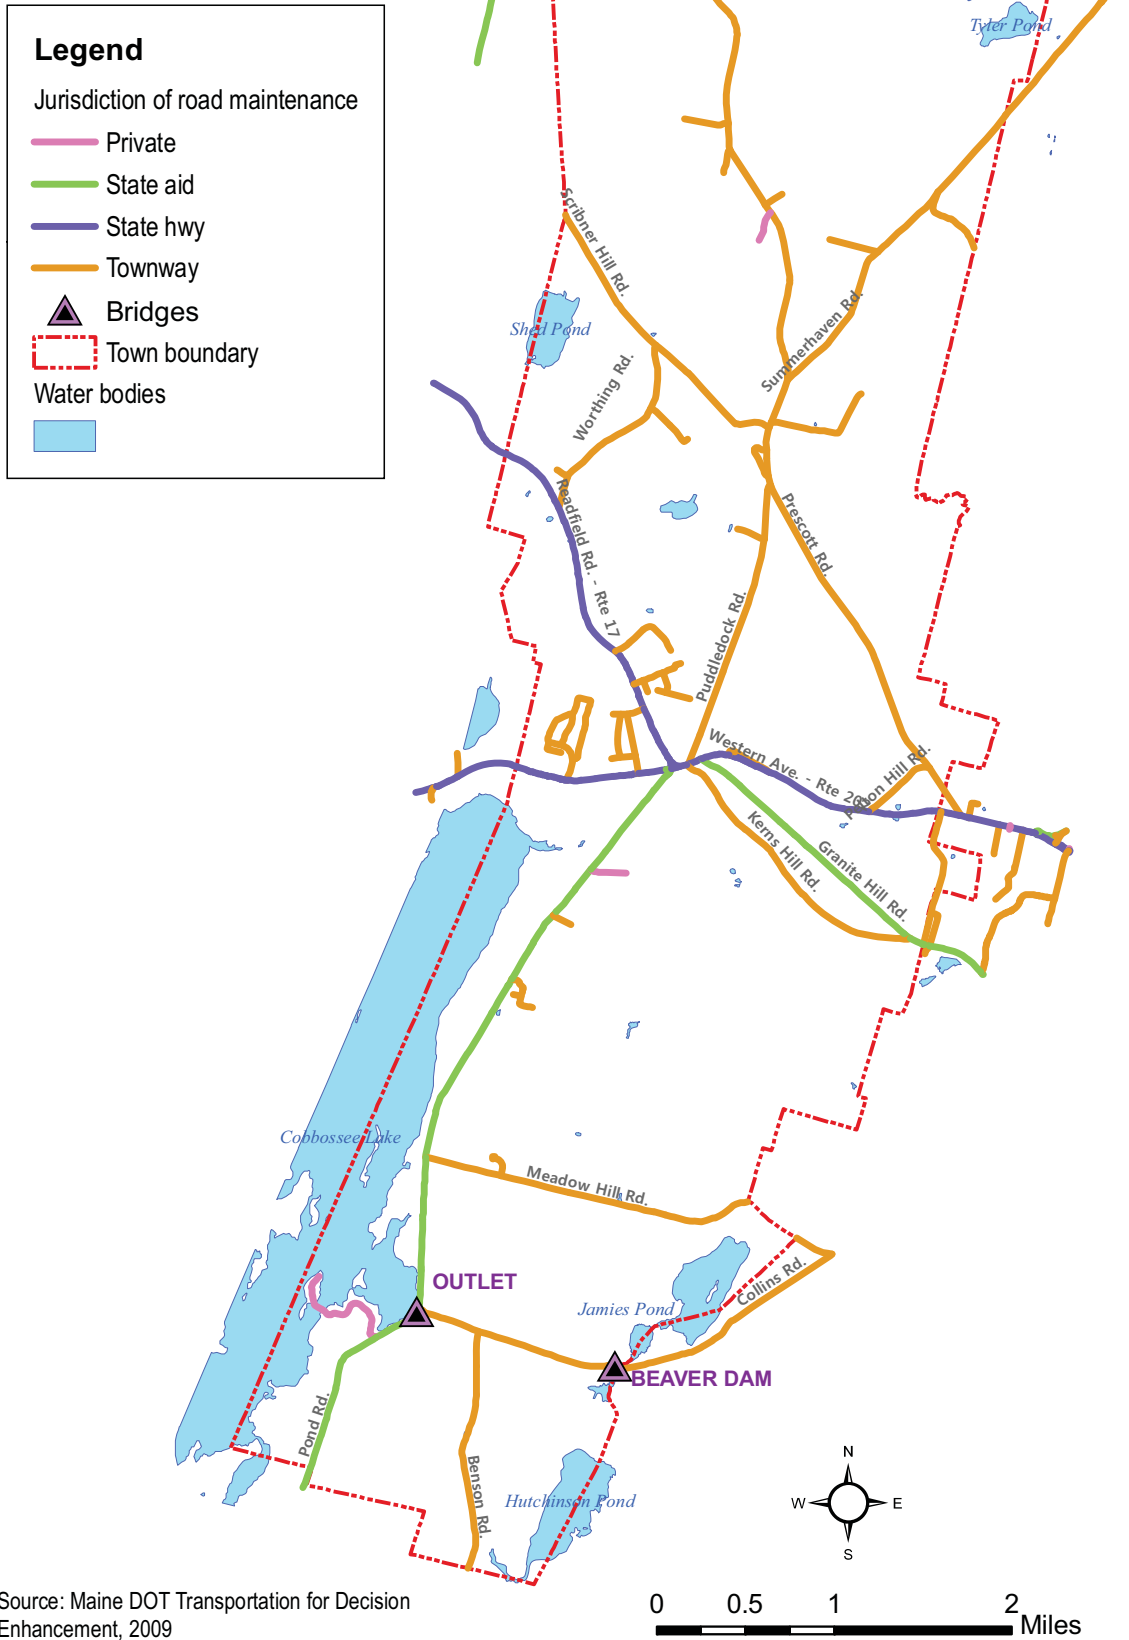 Legend
Jurisdiction of road maintenance
Private
State aid
State hwy
Townway
Bridges
Town boundary
Water bodies
Tyler Pond
Scribner Hill Rd.
Shed Pond
Summerhaven Rd.
Worthing Rd.
Readfield Rd. - Rte 17
Prescott Rd.
Puddledock Rd.
Western Ave. - Rte 202
Hill Rd.
Kerns Hill Rd.
Granite Hill Rd.
Cobbossee Lake
Meadow Hill Rd.
OUTLET
Collins Rd.
Jamies Pond
BEAVER DAM
Pond Rd.
Benson Rd.
Hutchinson Pond
N
W E
S
Source: Maine DOT Transportation for Decision
Enhancement, 2009
0 0.5 1 2
Miles